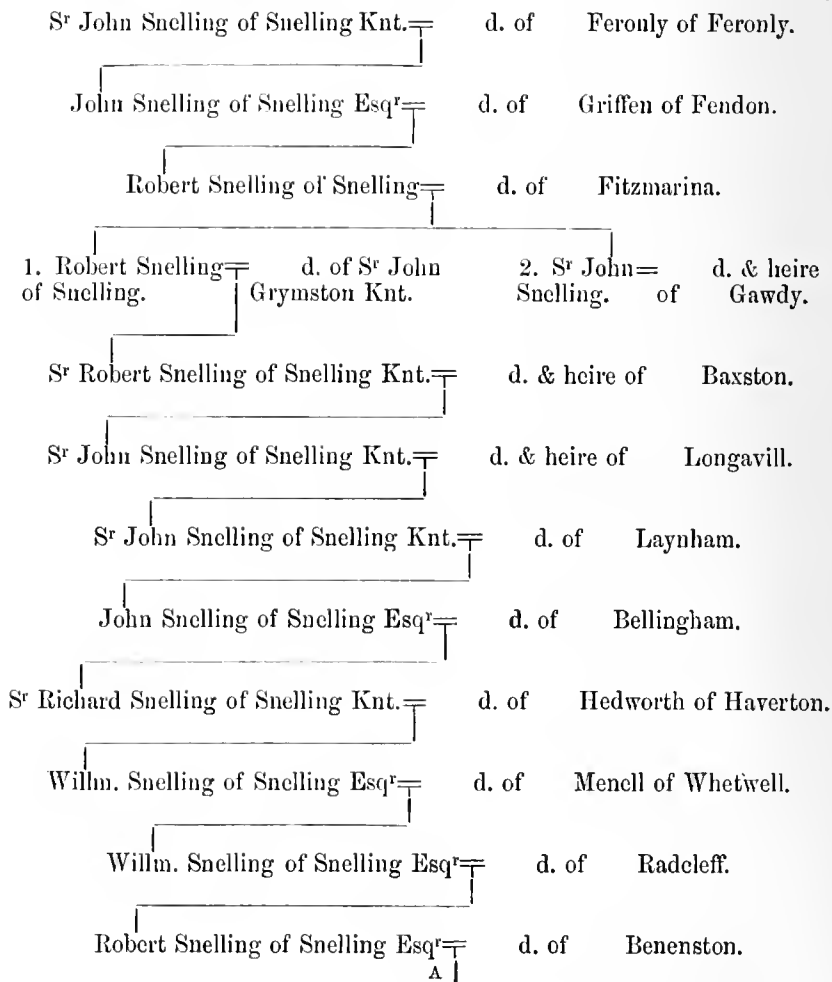 Sr John Snelling of Snelling Knt. d. of Feronly of Feronly.
John Snelling of Snelling Esqr d. of Griffen of Fendon.
Robert Snelling of Snelling d. of Fitzmarina.
1. Robert Snelling d. of Sr John 2. Sr John = d. & heire
of Snelling. Grymston Knt. Snelling. of Gawdy.
Sr Robert Snelling of Snelling Knt. d. & heire of Baxston.
Sr John Snelling of Snelling Knt. d. & heire of Longavill.
Sr John Snelling of Snelling Knt. d. of Laynham.
John Snelling of Snelling Esqr d. of Bellingham.
Sr Richard Snelling of Snelling Knt. d. of Hedworth of Haverton.
Willm. Snelling of Snelling Esqr d. of Menell of Whetwell.
Willm. Snelling of Snelling Esqr d. of Radcleff.
Robert Snelling of Snelling Esqr d. of Benenston.
A